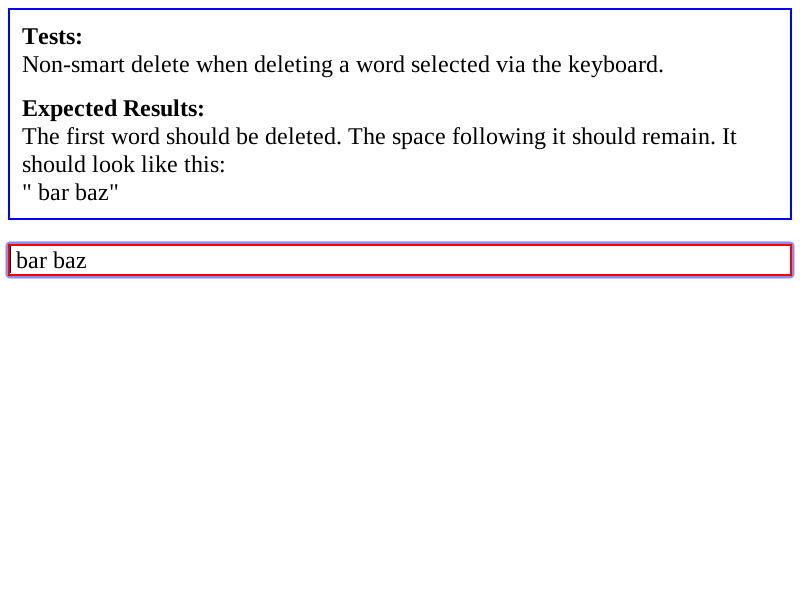 Tests:
Non-smart delete when deleting a word selected via the keyboard.
Expected Results:
The first word should be deleted. The space following it should remain. It
should look like this:
" bar baz"
bar baz